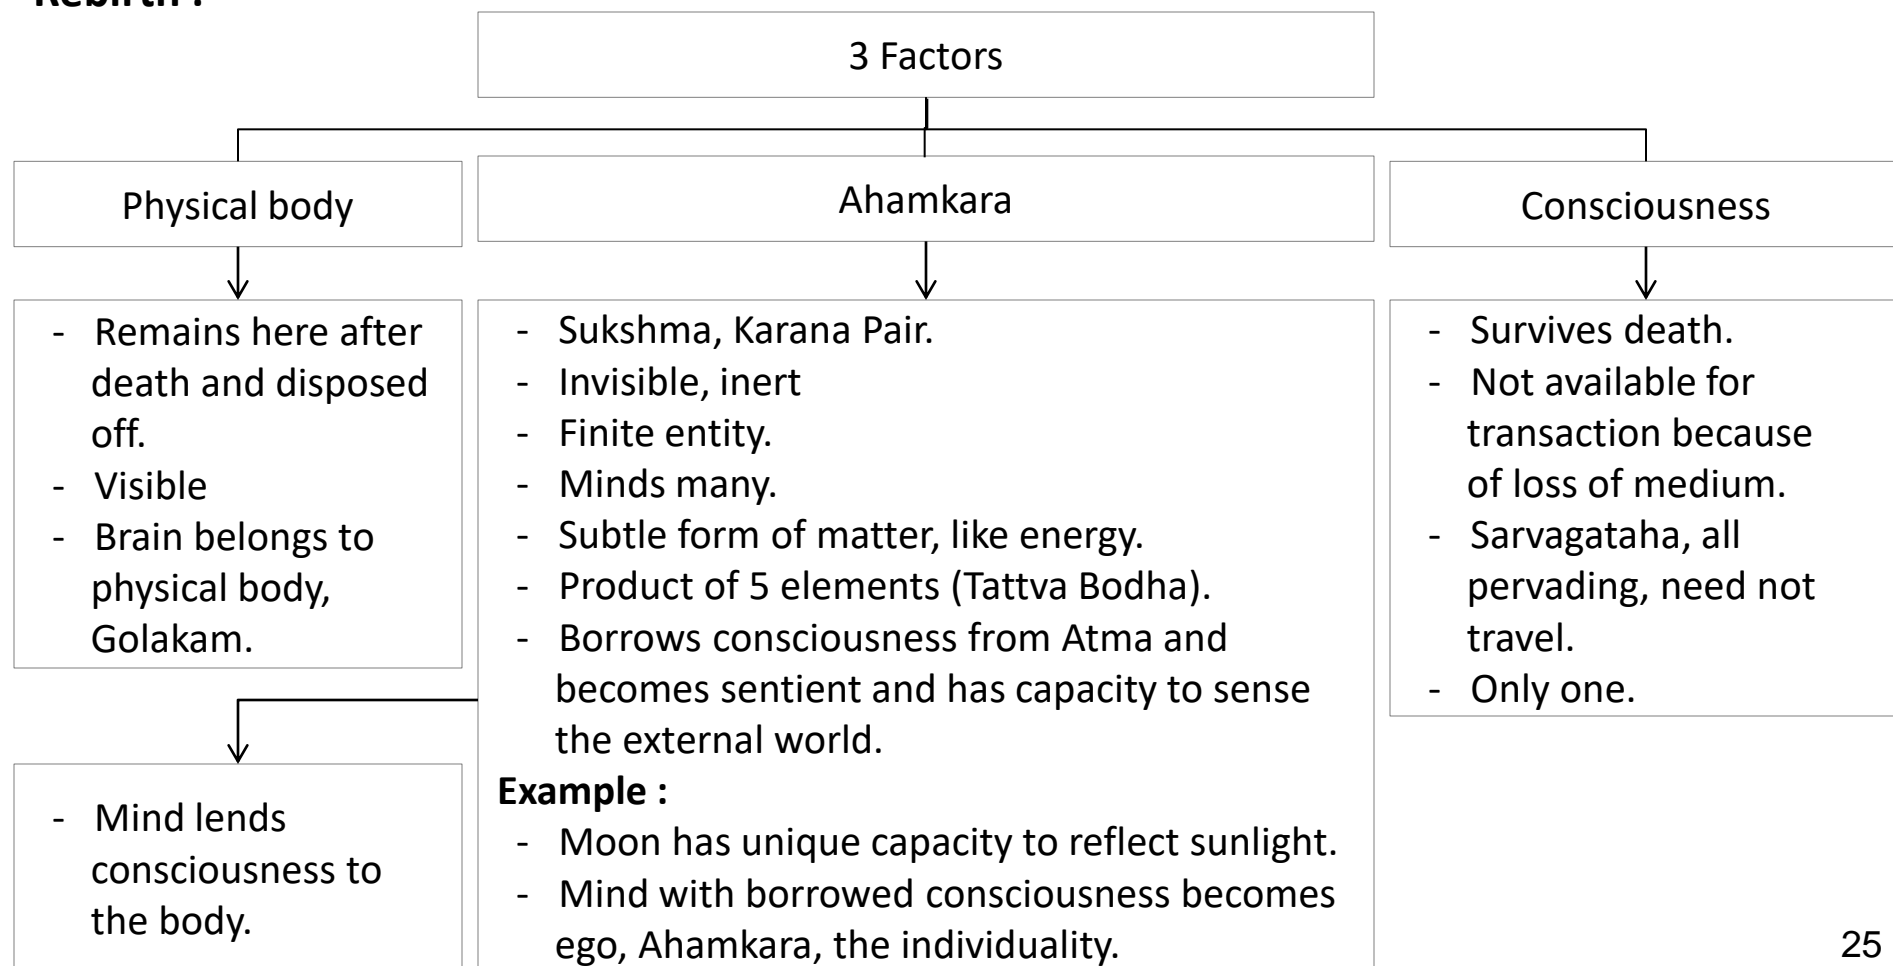 Rebirth :
3 Factors
Physical body
Ahamkara
Consciousness
- Remains here after
death and disposed
off.
- Visible
- Brain belongs to
physical body,
Golakam.
- Mind lends
consciousness to
the body.
- Sukshma, Karana Pair.
- Invisible, inert
- Finite entity.
- Minds many.
- Subtle form of matter, like energy.
- Product of 5 elements (Tattva Bodha).
- Borrows consciousness from Atma and
becomes sentient and has capacity to sense
the external world.
Example :
- Moon has unique capacity to reflect sunlight.
- Mind with borrowed consciousness becomes
ego, Ahamkara, the individuality.
- Survives death.
- Not available for
transaction because
of loss of medium.
- Sarvagataha, all
pervading, need not
travel.
- Only one.
25